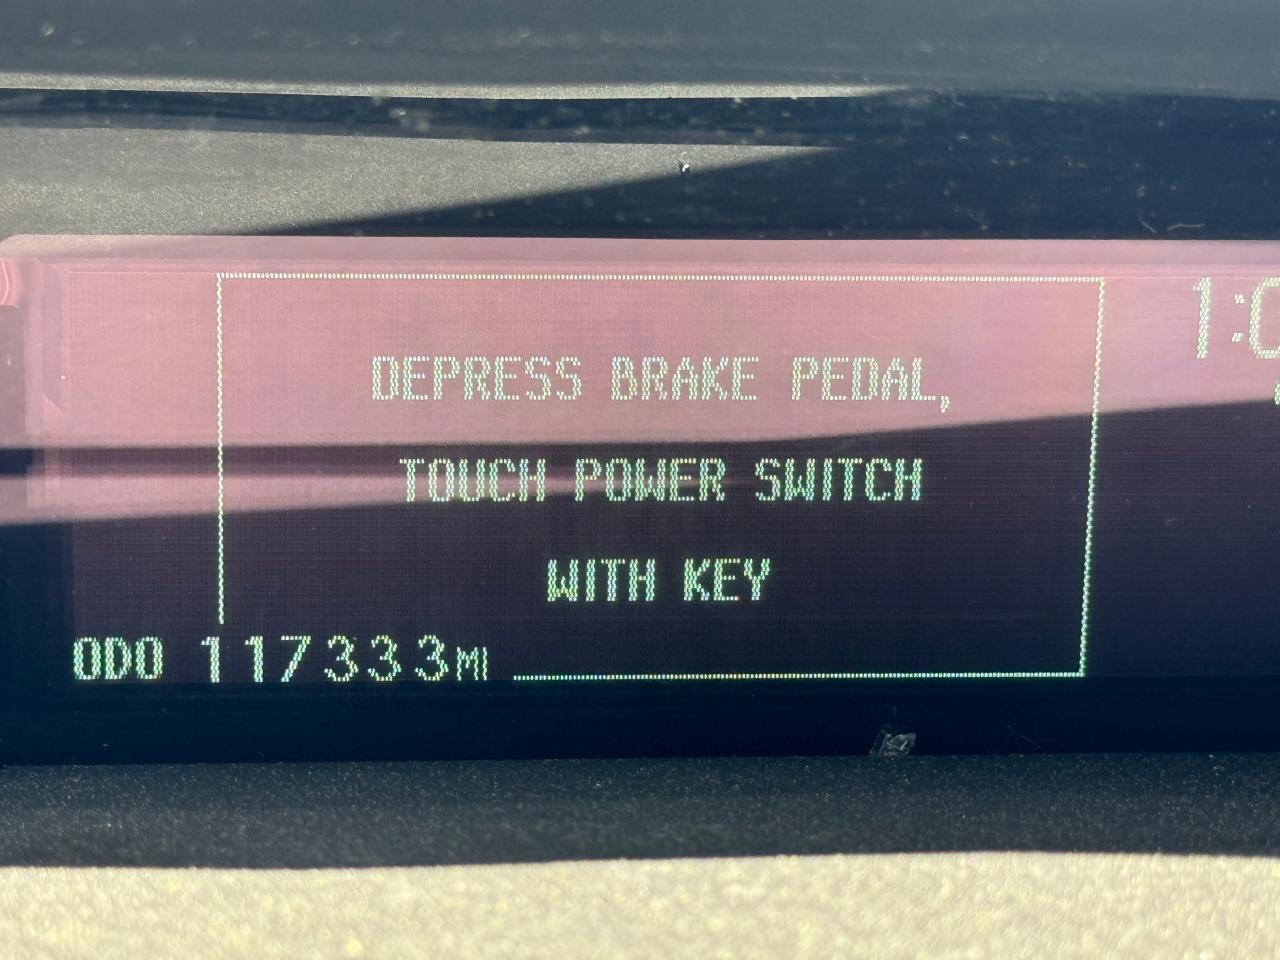 DEPRESS BRAKE PEDAL,
TOUCH POWER SWITCH
WITH KEY
ODO 117333MI